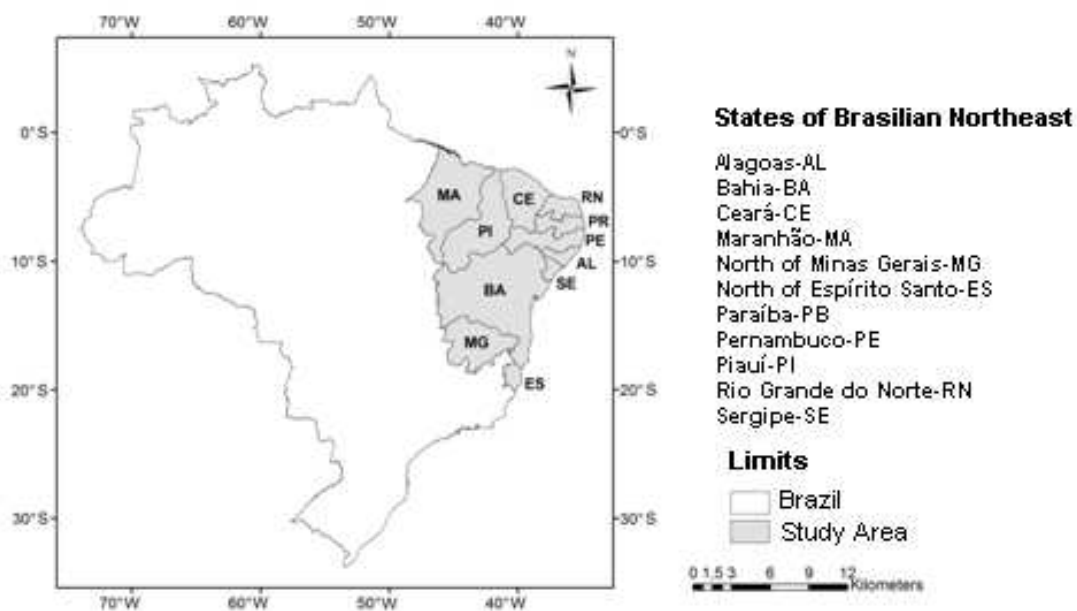 70°W 60°W 50°W 40°W
N
0°S 0°S
States of Brasilian Northeast
Alagoas-AL
Bahia-BA
Ceará-CE
Maranhão-MA
North of Minas Gerais-MG
North of Espírito Santo-ES
Paraíba-PB
Pernambuco-PE
Piauí-PI
Rio Grande do Norte-RN
Sergipe-SE
MA CE RN
PR
PI PE
10°S AL 10°S
SE
BA
MG
ES
20°S 20°S
Limits
Brazil
Study Area
30°S 30°S
0 1,5 3 6 9 12
Kilometers
70°W 60°W 50°W 40°W